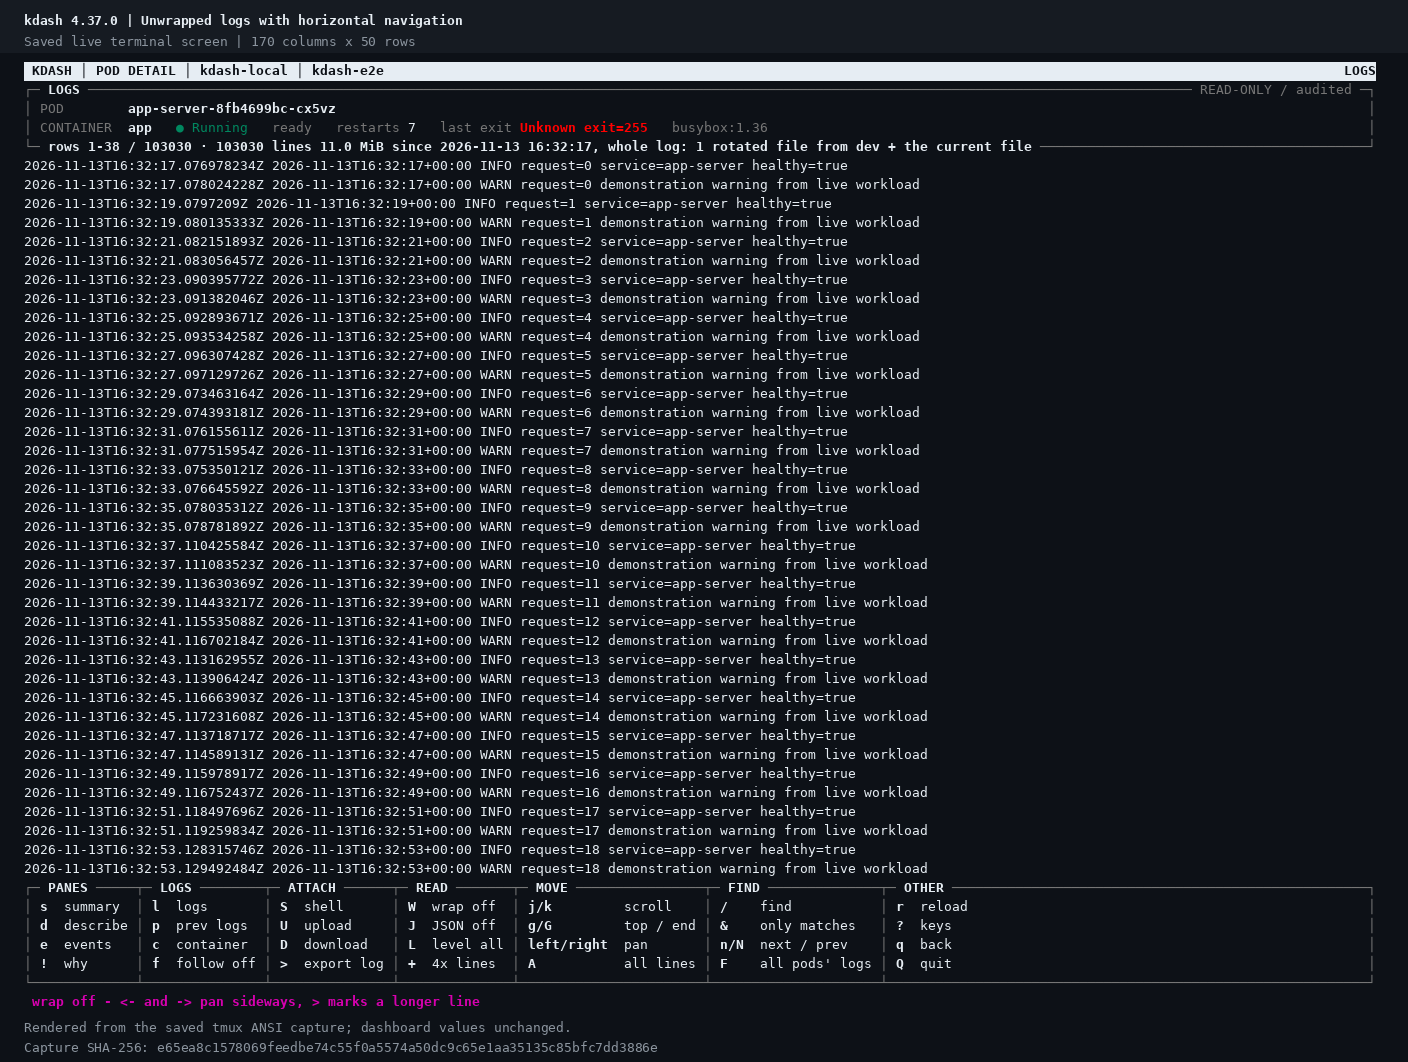 kdash 4.37.0 | Unwrapped logs with horizontal navigation
Saved live terminal screen | 170 columns x 50 rows
KDASH │ POD DETAIL │ kdash-local │ kdash-e2e LOGS
LOGS READ-ONLY / audited
POD app-server-8fb4699bc-cx5vz
CONTAINER app ● Running ready restarts 7 last exit Unknown exit=255 busybox:1.36
rows 1-38 / 103030 · 103030 lines 11.0 MiB since 2026-11-13 16:32:17, whole log: 1 rotated file from dev + the current file
2026-11-13T16:32:17.076978234Z 2026-11-13T16:32:17+00:00 INFO request=0 service=app-server healthy=true
2026-11-13T16:32:17.078024228Z 2026-11-13T16:32:17+00:00 WARN request=0 demonstration warning from live workload
2026-11-13T16:32:19.0797209Z 2026-11-13T16:32:19+00:00 INFO request=1 service=app-server healthy=true
2026-11-13T16:32:19.080135333Z 2026-11-13T16:32:19+00:00 WARN request=1 demonstration warning from live workload
2026-11-13T16:32:21.082151893Z 2026-11-13T16:32:21+00:00 INFO request=2 service=app-server healthy=true
2026-11-13T16:32:21.083056457Z 2026-11-13T16:32:21+00:00 WARN request=2 demonstration warning from live workload
2026-11-13T16:32:23.090395772Z 2026-11-13T16:32:23+00:00 INFO request=3 service=app-server healthy=true
2026-11-13T16:32:23.091382046Z 2026-11-13T16:32:23+00:00 WARN request=3 demonstration warning from live workload
2026-11-13T16:32:25.092893671Z 2026-11-13T16:32:25+00:00 INFO request=4 service=app-server healthy=true
2026-11-13T16:32:25.093534258Z 2026-11-13T16:32:25+00:00 WARN request=4 demonstration warning from live workload
2026-11-13T16:32:27.096307428Z 2026-11-13T16:32:27+00:00 INFO request=5 service=app-server healthy=true
2026-11-13T16:32:27.097129726Z 2026-11-13T16:32:27+00:00 WARN request=5 demonstration warning from live workload
2026-11-13T16:32:29.073463164Z 2026-11-13T16:32:29+00:00 INFO request=6 service=app-server healthy=true
2026-11-13T16:32:29.074393181Z 2026-11-13T16:32:29+00:00 WARN request=6 demonstration warning from live workload
2026-11-13T16:32:31.076155611Z 2026-11-13T16:32:31+00:00 INFO request=7 service=app-server healthy=true
2026-11-13T16:32:31.077515954Z 2026-11-13T16:32:31+00:00 WARN request=7 demonstration warning from live workload
2026-11-13T16:32:33.075350121Z 2026-11-13T16:32:33+00:00 INFO request=8 service=app-server healthy=true
2026-11-13T16:32:33.076645592Z 2026-11-13T16:32:33+00:00 WARN request=8 demonstration warning from live workload
2026-11-13T16:32:35.078035312Z 2026-11-13T16:32:35+00:00 INFO request=9 service=app-server healthy=true
2026-11-13T16:32:35.078781892Z 2026-11-13T16:32:35+00:00 WARN request=9 demonstration warning from live workload
2026-11-13T16:32:37.110425584Z 2026-11-13T16:32:37+00:00 INFO request=10 service=app-server healthy=true
2026-11-13T16:32:37.111083523Z 2026-11-13T16:32:37+00:00 WARN request=10 demonstration warning from live workload
2026-11-13T16:32:39.113630369Z 2026-11-13T16:32:39+00:00 INFO request=11 service=app-server healthy=true
2026-11-13T16:32:39.114433217Z 2026-11-13T16:32:39+00:00 WARN request=11 demonstration warning from live workload
2026-11-13T16:32:41.115535088Z 2026-11-13T16:32:41+00:00 INFO request=12 service=app-server healthy=true
2026-11-13T16:32:41.116702184Z 2026-11-13T16:32:41+00:00 WARN request=12 demonstration warning from live workload
2026-11-13T16:32:43.113162955Z 2026-11-13T16:32:43+00:00 INFO request=13 service=app-server healthy=true
2026-11-13T16:32:43.113906424Z 2026-11-13T16:32:43+00:00 WARN request=13 demonstration warning from live workload
2026-11-13T16:32:45.116663903Z 2026-11-13T16:32:45+00:00 INFO request=14 service=app-server healthy=true
2026-11-13T16:32:45.117231608Z 2026-11-13T16:32:45+00:00 WARN request=14 demonstration warning from live workload
2026-11-13T16:32:47.113718717Z 2026-11-13T16:32:47+00:00 INFO request=15 service=app-server healthy=true
2026-11-13T16:32:47.114589131Z 2026-11-13T16:32:47+00:00 WARN request=15 demonstration warning from live workload
2026-11-13T16:32:49.115978917Z 2026-11-13T16:32:49+00:00 INFO request=16 service=app-server healthy=true
2026-11-13T16:32:49.116752437Z 2026-11-13T16:32:49+00:00 WARN request=16 demonstration warning from live workload
2026-11-13T16:32:51.118497696Z 2026-11-13T16:32:51+00:00 INFO request=17 service=app-server healthy=true
2026-11-13T16:32:51.119259834Z 2026-11-13T16:32:51+00:00 WARN request=17 demonstration warning from live workload
2026-11-13T16:32:53.128315746Z 2026-11-13T16:32:53+00:00 INFO request=18 service=app-server healthy=true
2026-11-13T16:32:53.129492484Z 2026-11-13T16:32:53+00:00 WARN request=18 demonstration warning from live workload
PANES LOGS ATTACH READ MOVE FIND OTHER
s summary │ l logs │ S shell │ W wrap off │ j/k scroll │ / find │ r reload
d describe │ p prev logs │ U upload │ J JSON off │ g/G top / end │ & only matches │ ? keys
e events │ c container │ D download │ L level all │ left/right pan │ n/N next / prev │ q back
! why │ f follow off │ > export log │ + 4x lines │ A all lines │ F all pods' logs │ Q quit
wrap off - <- and -> pan sideways, > marks a longer line
Rendered from the saved tmux ANSI capture; dashboard values unchanged.
Capture SHA-256: e65ea8c1578069feedbe74c55f0a5574a50dc9c65e1aa35135c85bfc7dd3886e